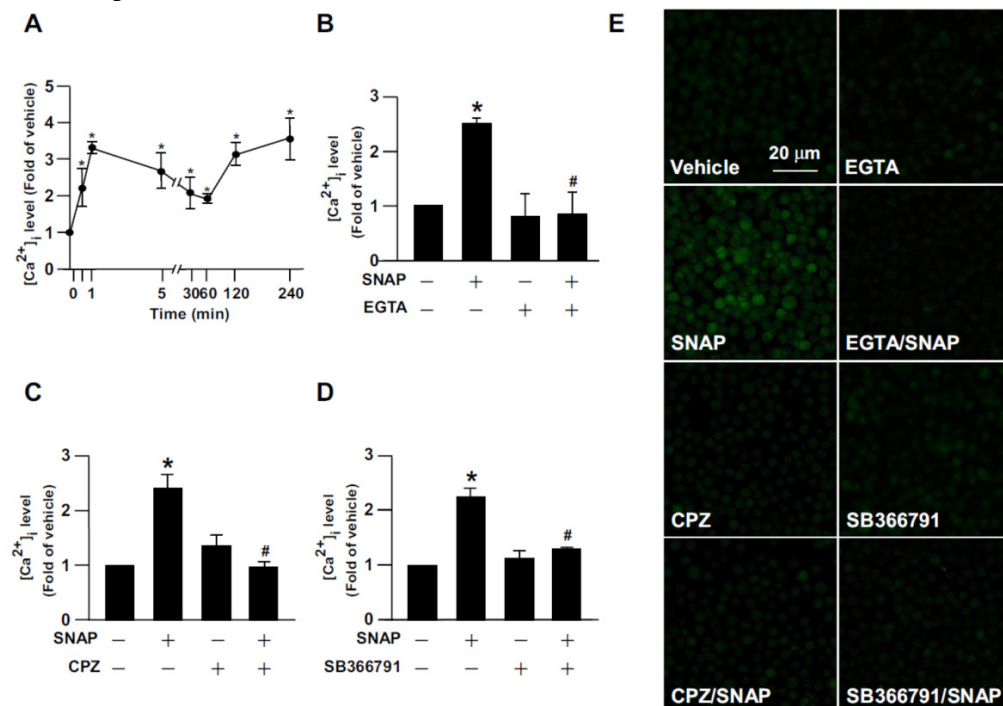 A
[Ca2+]i level (Fold of vehicle)
5
4
3
2
1
0
* * * * * * *
0 1 5 30 60 120 240
Time (min)
B
[Ca2+]i level
(Fold of vehicle)
3
2
1
0
* #
SNAP – + – +
EGTA – – + +
C
[Ca2+]i level
(Fold of vehicle)
3
2
1
0
* #
SNAP – + – +
CPZ – – + +
D
[Ca2+]i level
(Fold of vehicle)
3
2
1
0
* #
SNAP – + – +
SB366791 – – + +
E
Vehicle
20 µm
EGTA
SNAP
EGTA/SNAP
CPZ
SB366791
CPZ/SNAP
SB366791/SNAP